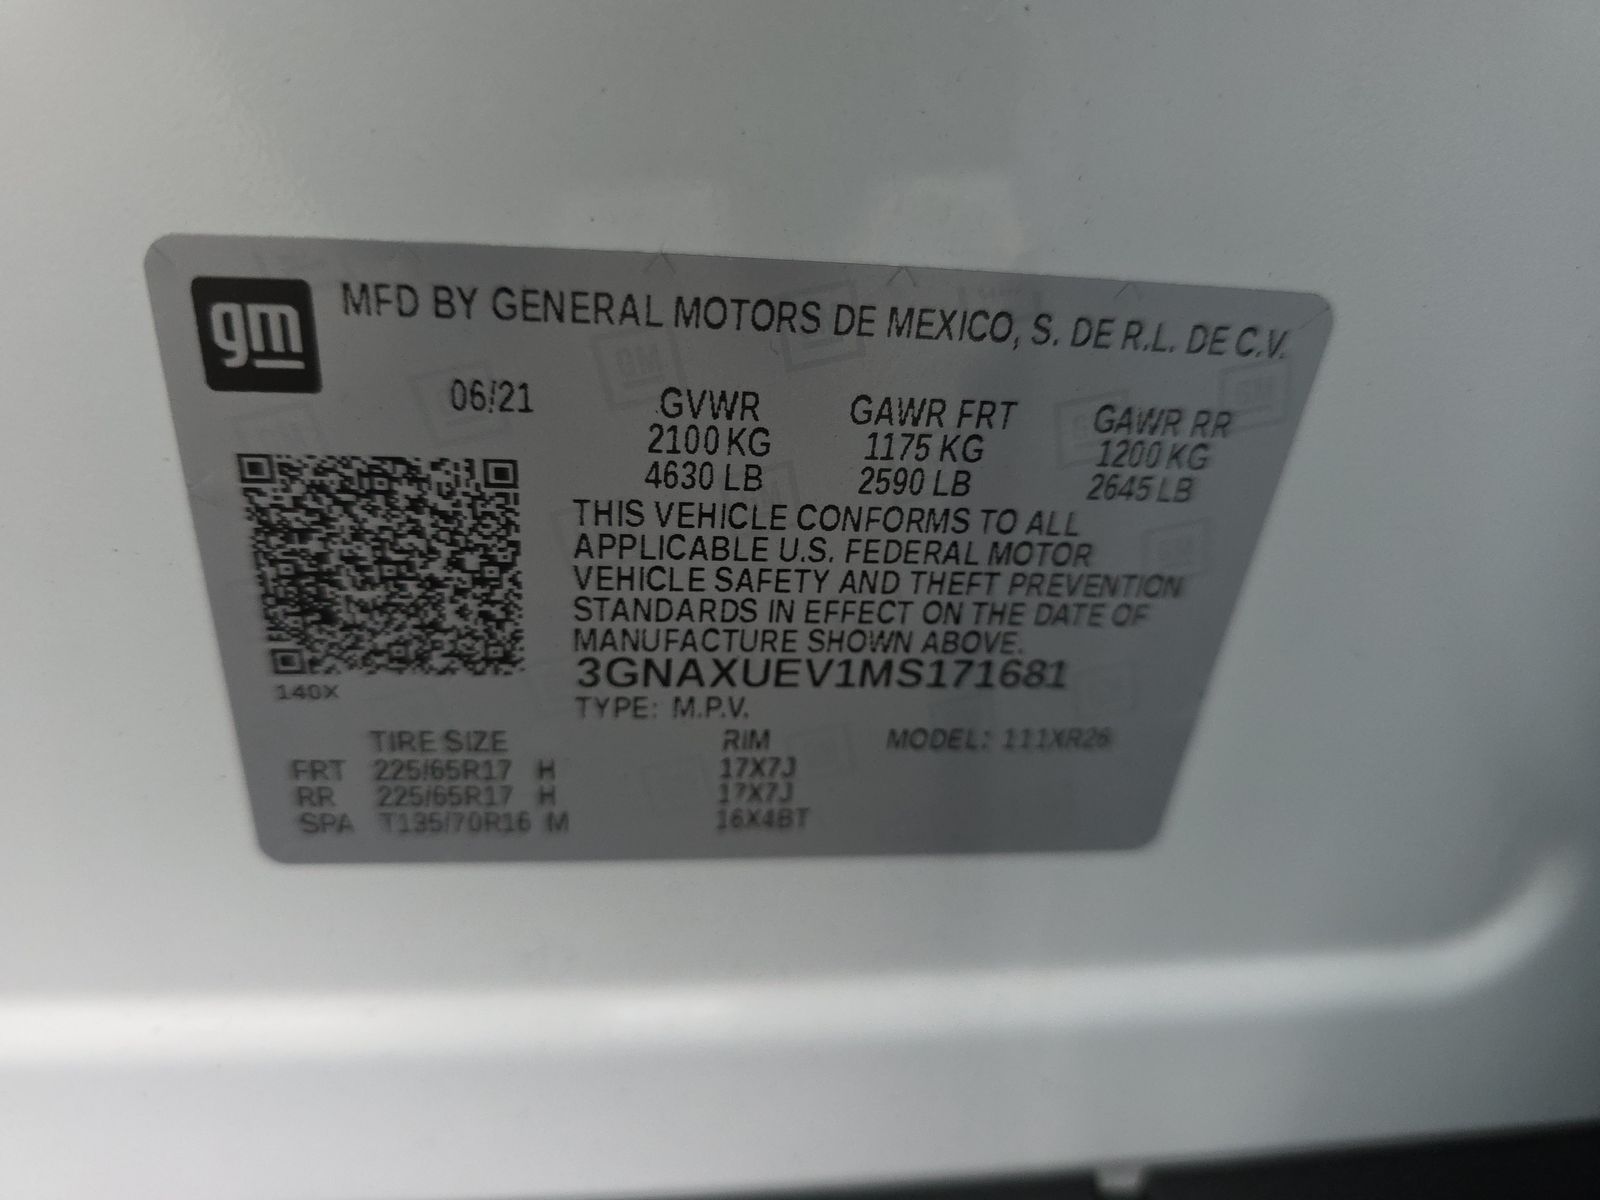 gm
MFD BY GENERAL MOTORS DE MEXICO, S. DE R.L. DE C.V.
06/21 GVWR GAWR FRT GAWR RR
2100 KG 1175 KG 1200 KG
4630 LB 2590 LB 2645 LB
THIS VEHICLE CONFORMS TO ALL
APPLICABLE U.S. FEDERAL MOTOR
VEHICLE SAFETY AND THEFT PREVENTION
STANDARDS IN EFFECT ON THE DATE OF
MANUFACTURE SHOWN ABOVE.
3GNAXUEV1MS171681
140X
TYPE: M.P.V.
TIRE SIZE RIM MODEL: 111XR26
FRT 225/65R17 H 17X7J
RR 225/65R17 H 17X7J
SPA T135/70R16 M 16X4BT